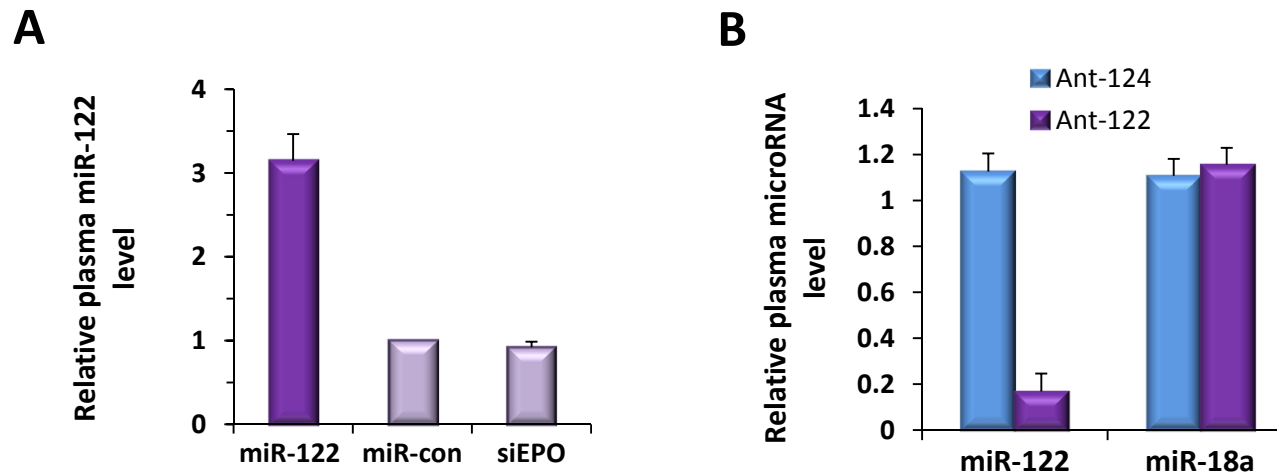 A
Relative plasma miR-122
level
4
3
2
1
0
miR-122 miR-con siEPO
B
Ant-124
Ant-122
Relative plasma microRNA
level
1.4
1.2
1
0.8
0.6
0.4
0.2
0
miR-122 miR-18a